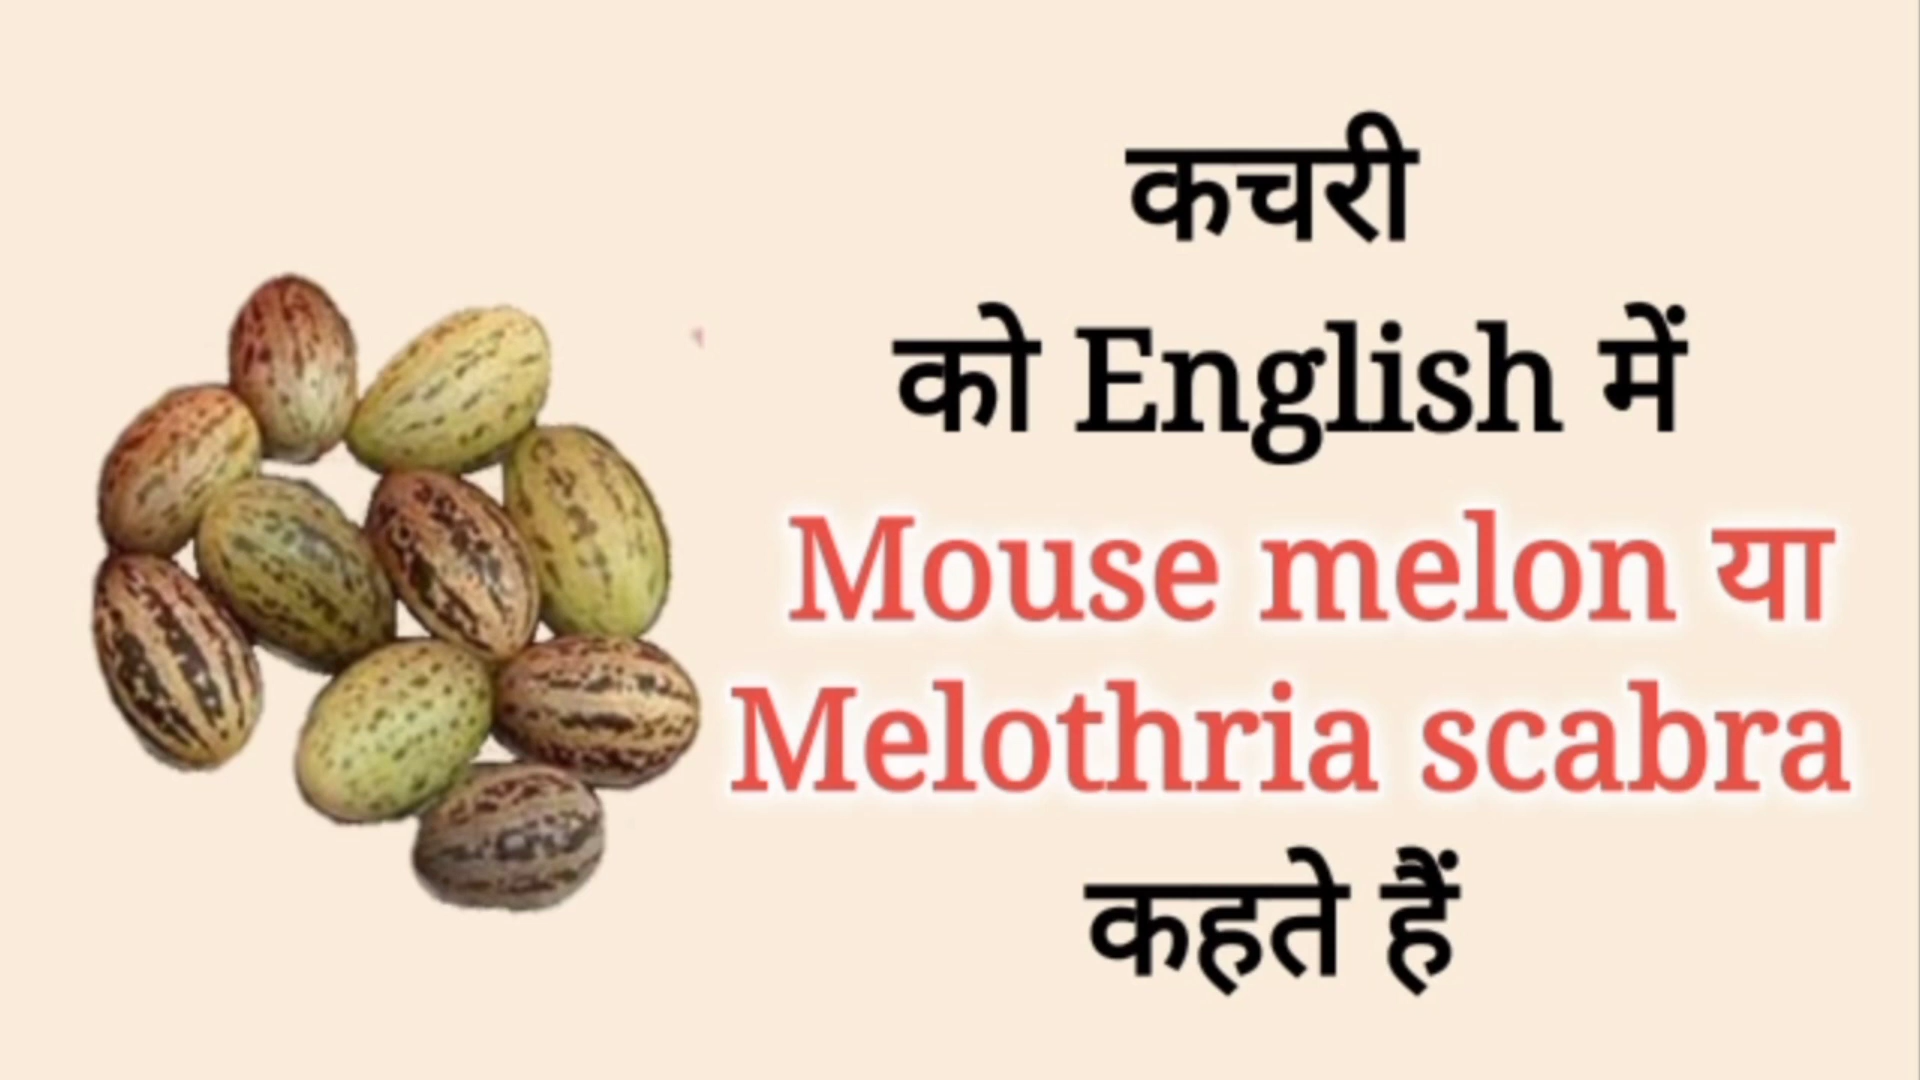 कचरी
को English में
Mouse melon या
Melothria scabra
कहते हैं